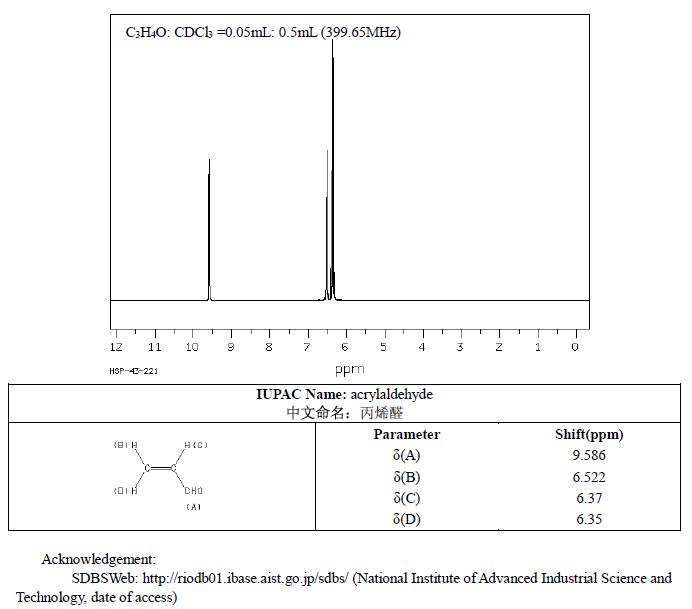 C₃H₄O: CDCl₃ =0.05mL: 0.5mL (399.65MHz)
12 11 10 9 8 7 6 5 4 3 2 1 0
HSP-43-221 ppm
IUPAC Name: acrylaldehyde
中文命名：丙烯醛
Parameter Shift(ppm)
δ(A) 9.586
δ(B) 6.522
δ(C) 6.37
δ(D) 6.35
(B)H H(C)
C C
(D)H CHO
(A)
Acknowledgement:
SDBSWeb: http://riodb01.ibase.aist.go.jp/sdbs/ (National Institute of Advanced Industrial Science and
Technology, date of access)